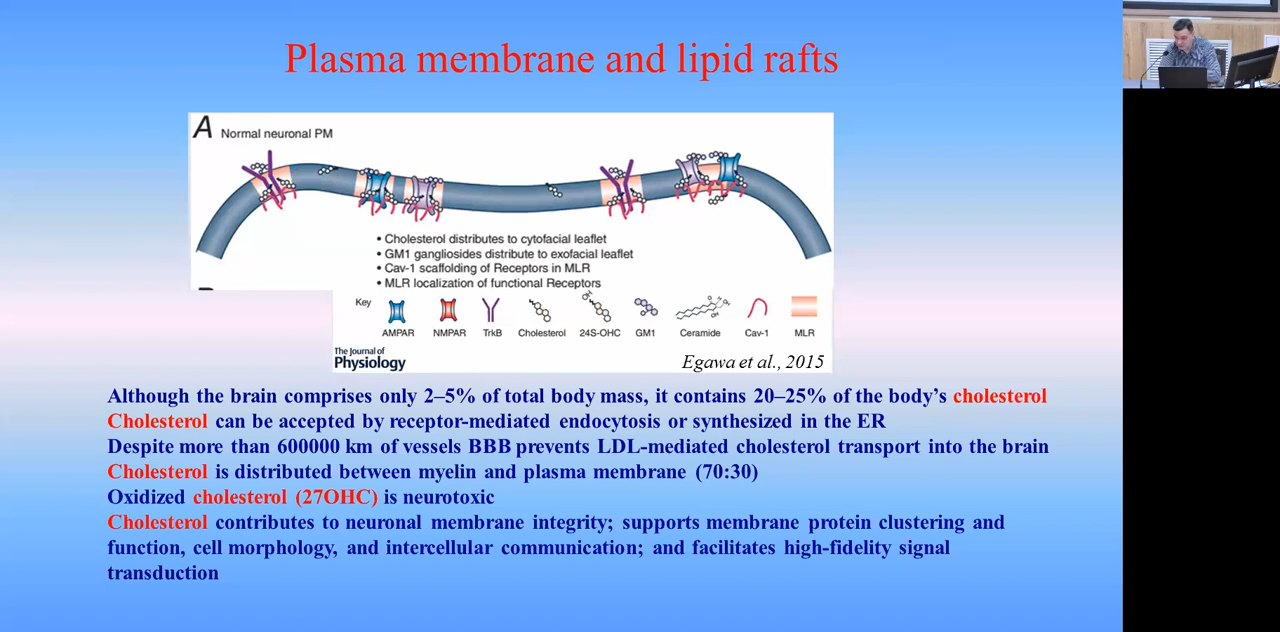 Plasma membrane and lipid rafts
A Normal neuronal PM
• Cholesterol distributes to cytofacial leaflet
• GM1 gangliosides distribute to exofacial leaflet
• Cav-1 scaffolding of Receptors in MLR
• MLR localization of functional Receptors
Key
OH
AMPAR NMPAR TrkB Cholesterol 24S-OHC GM1 Ceramide Cav-1 MLR
The Journal of
Physiology
Egawa et al., 2015
Although the brain comprises only 2–5% of total body mass, it contains 20–25% of the body's cholesterol
Cholesterol can be accepted by receptor-mediated endocytosis or synthesized in the ER
Despite more than 600000 km of vessels BBB prevents LDL-mediated cholesterol transport into the brain
Cholesterol is distributed between myelin and plasma membrane (70:30)
Oxidized cholesterol (27OHC) is neurotoxic
Cholesterol contributes to neuronal membrane integrity; supports membrane protein clustering and
function, cell morphology, and intercellular communication; and facilitates high-fidelity signal
transduction